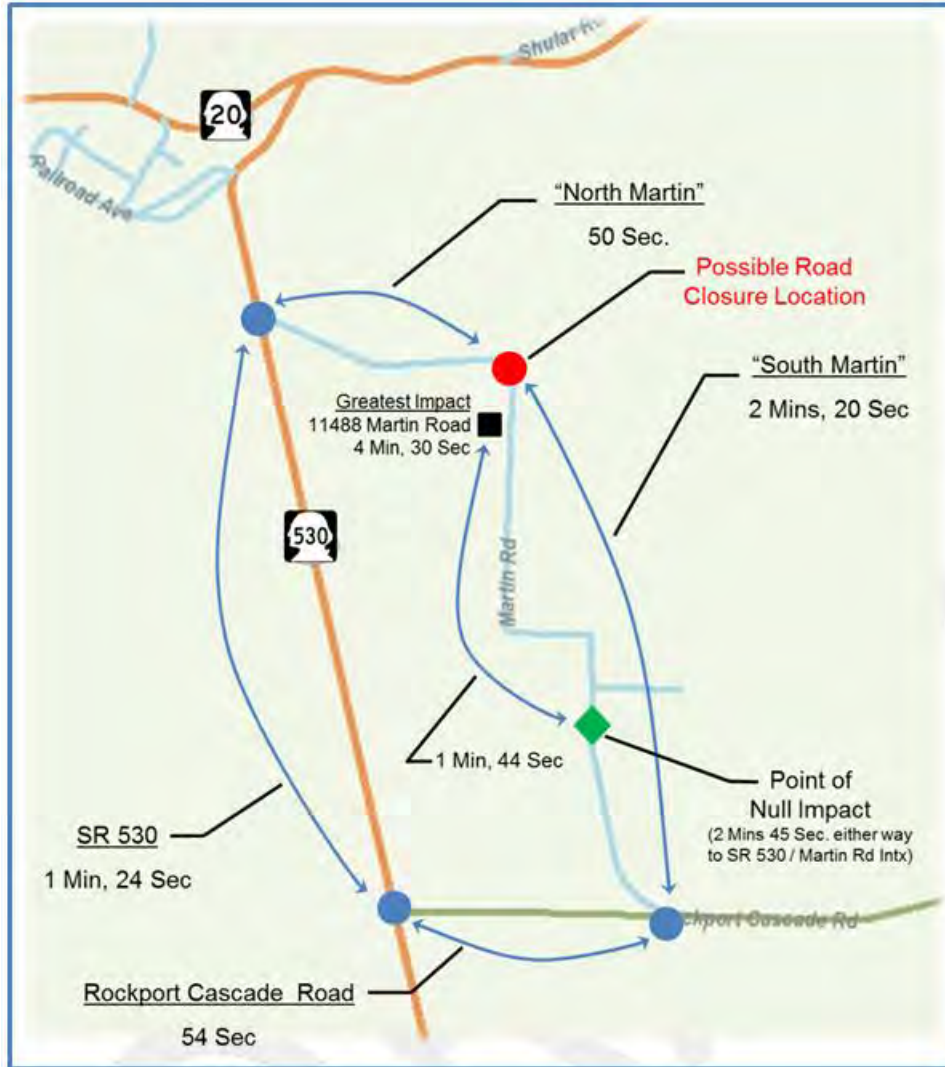 Shular R
20
Railroad Ave
"North Martin"
50 Sec.
Possible Road
Closure Location
"South Martin"
2 Mins, 20 Sec
Greatest Impact
11488 Martin Road
4 Min, 30 Sec
530
Martin Rd
1 Min, 44 Sec
Point of
Null Impact
(2 Mins 45 Sec. either way
to SR 530 / Martin Rd Intx)
SR 530
1 Min, 24 Sec
ckport Cascade Rd
Rockport Cascade Road
54 Sec